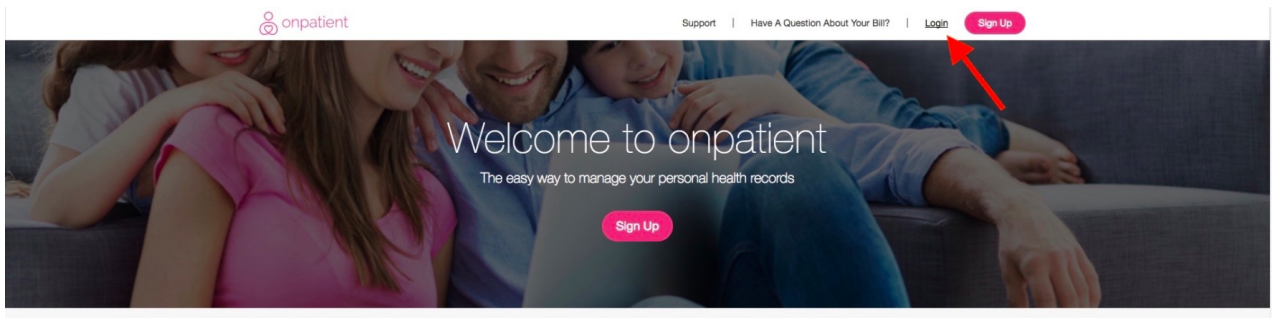 onpatient
Support | Have A Question About Your Bill? | Login Sign Up
Welcome to onpatient
The easy way to manage your personal health records
Sign Up